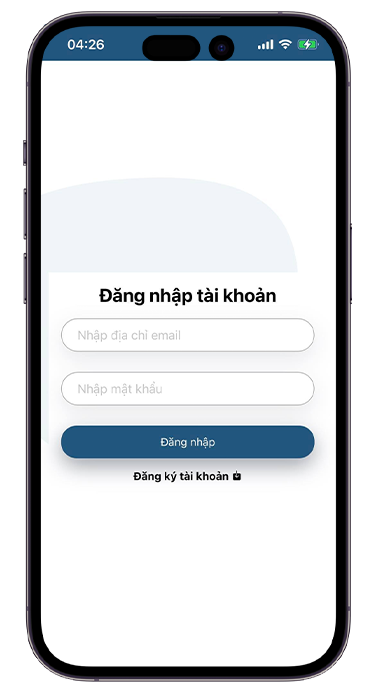 04:26
Đăng nhập tài khoản
Nhập địa chỉ email
Nhập mật khẩu
Đăng nhập
Đăng ký tài khoản